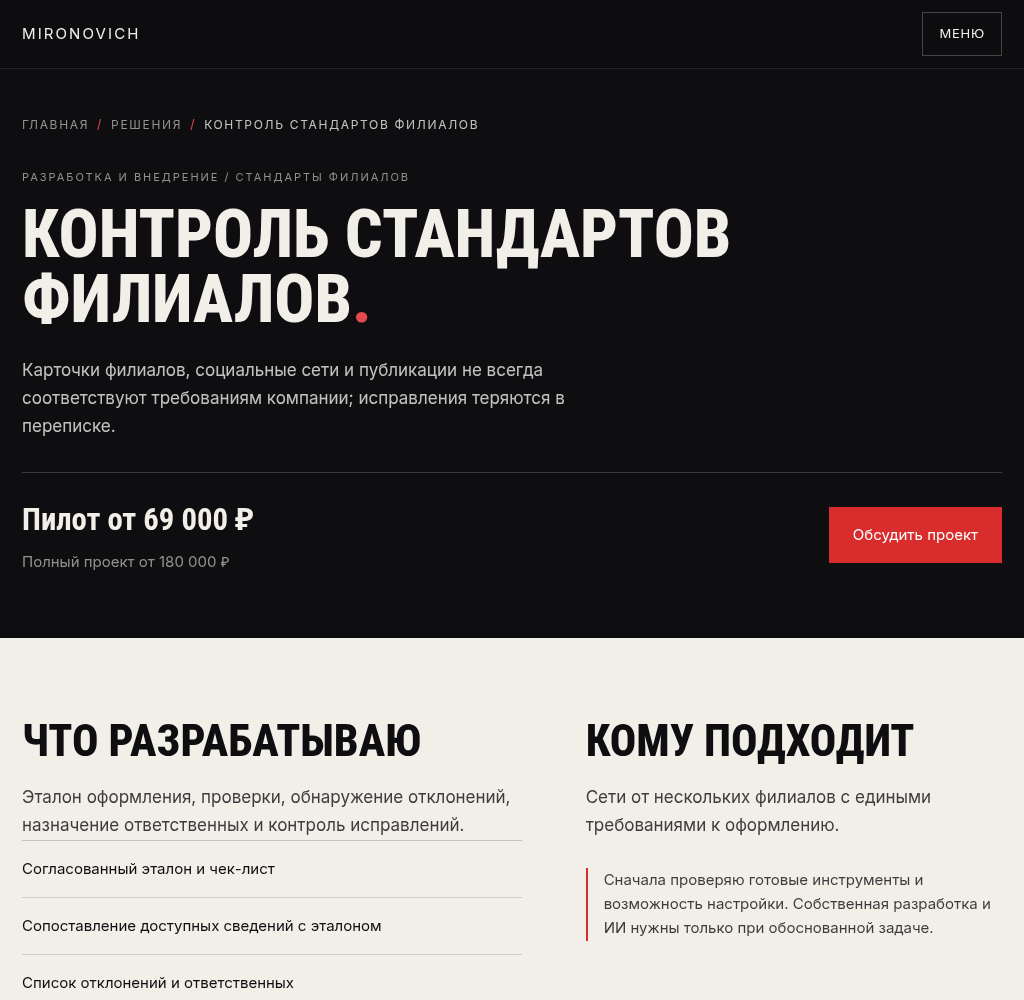 MIRONOVICH
МЕНЮ
ГЛАВНАЯ / РЕШЕНИЯ / КОНТРОЛЬ СТАНДАРТОВ ФИЛИАЛОВ
РАЗРАБОТКА И ВНЕДРЕНИЕ / СТАНДАРТЫ ФИЛИАЛОВ
КОНТРОЛЬ СТАНДАРТОВ
ФИЛИАЛОВ.
Карточки филиалов, социальные сети и публикации не всегда
соответствуют требованиям компании; исправления теряются в
переписке.
Пилот от 69 000 ₽
Полный проект от 180 000 ₽
Обсудить проект
ЧТО РАЗРАБАТЫВАЮ
Эталон оформления, проверки, обнаружение отклонений,
назначение ответственных и контроль исправлений.
Согласованный эталон и чек-лист
Сопоставление доступных сведений с эталоном
Список отклонений и ответственных
КОМУ ПОДХОДИТ
Сети от нескольких филиалов с едиными
требованиями к оформлению.
Сначала проверяю готовые инструменты и
возможность настройки. Собственная разработка и
ИИ нужны только при обоснованной задаче.